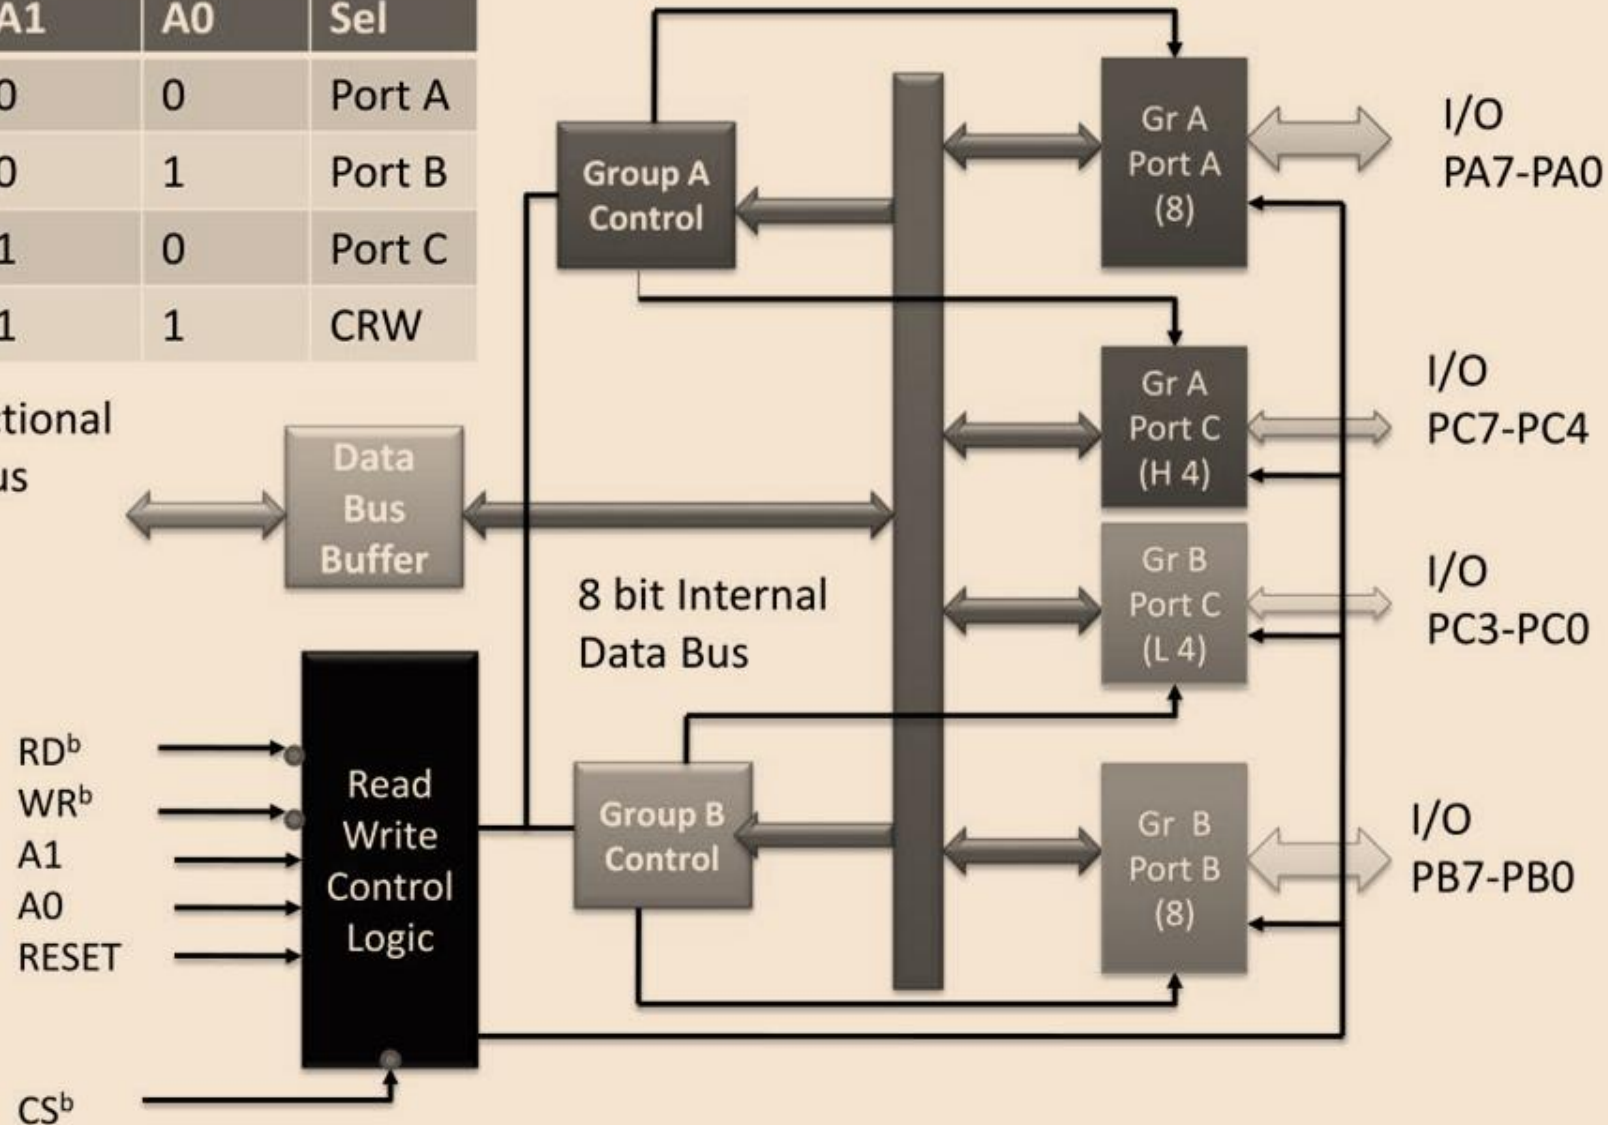 A1 A0 Sel
0 0 Port A
0 1 Port B
1 0 Port C
1 1 CRW
Group A
Control
Gr A
Port A
(8)
I/O
PA7-PA0
Gr A
Port C
(H 4)
I/O
PC7-PC4
Data
Bus
Buffer
8 bit Internal
Data Bus
Gr B
Port C
(L 4)
I/O
PC3-PC0
RDᵇ
WRᵇ
A1
A0
RESET
CSᵇ
Read
Write
Control
Logic
Group B
Control
Gr B
Port B
(8)
I/O
PB7-PB0